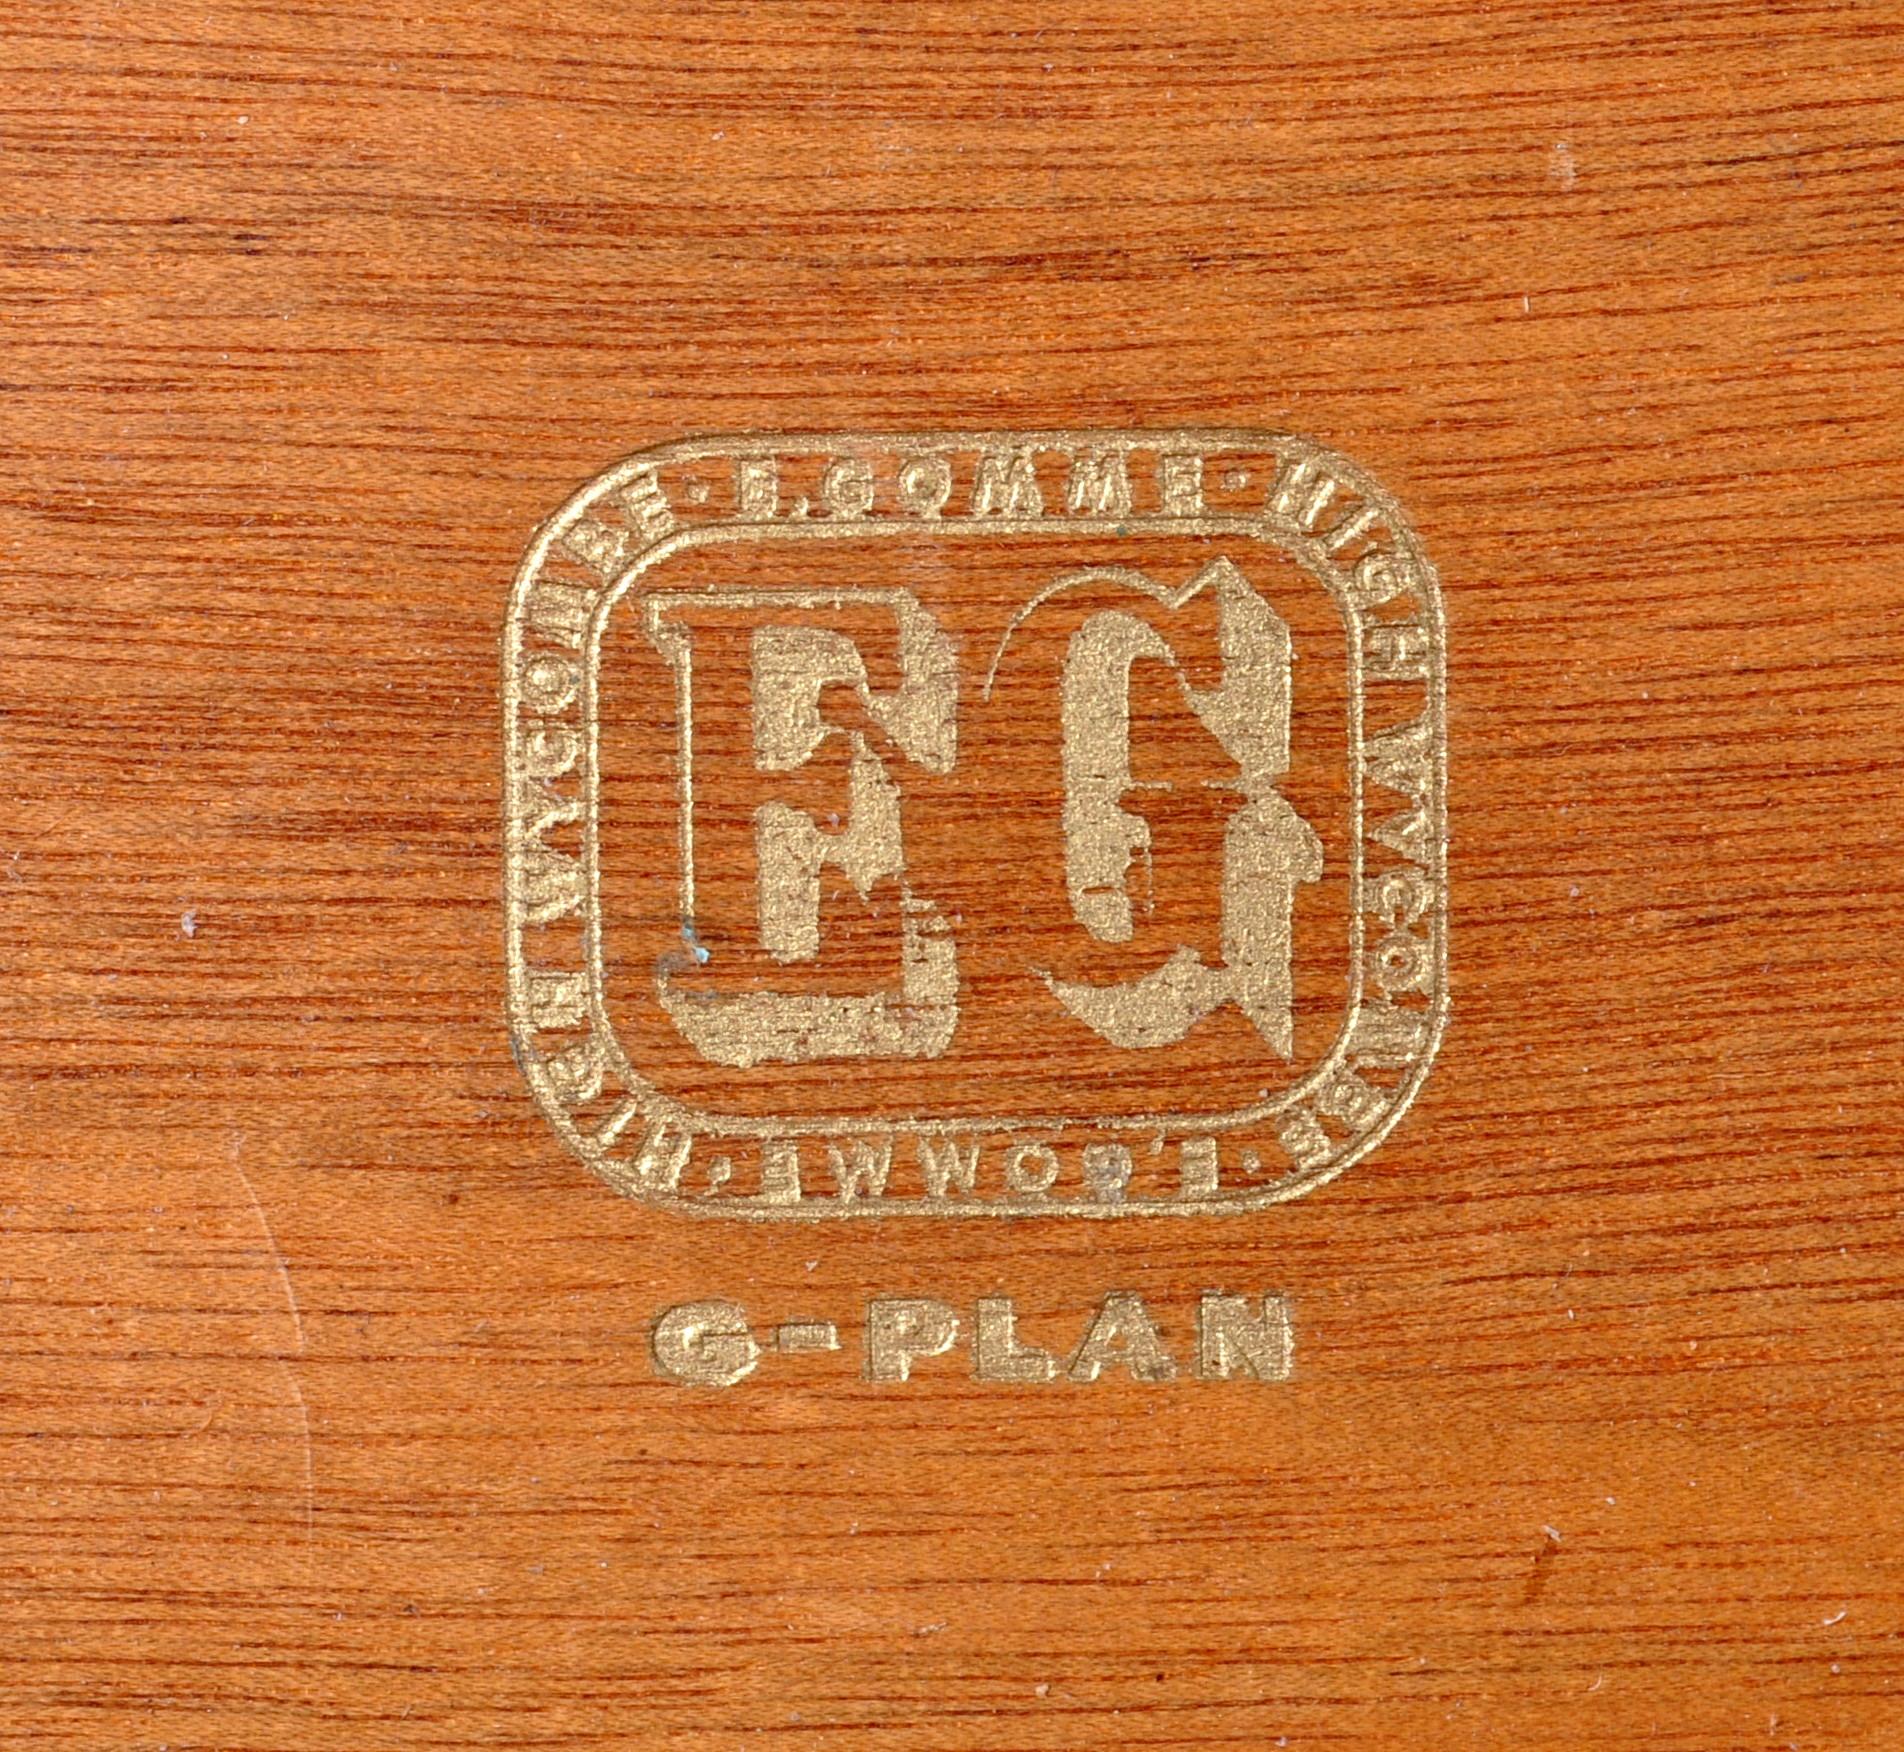 · E.GOMME · HIGH WYCOMBE · E.GOMME · HIGH WYCOMBE
EG
G-PLAN